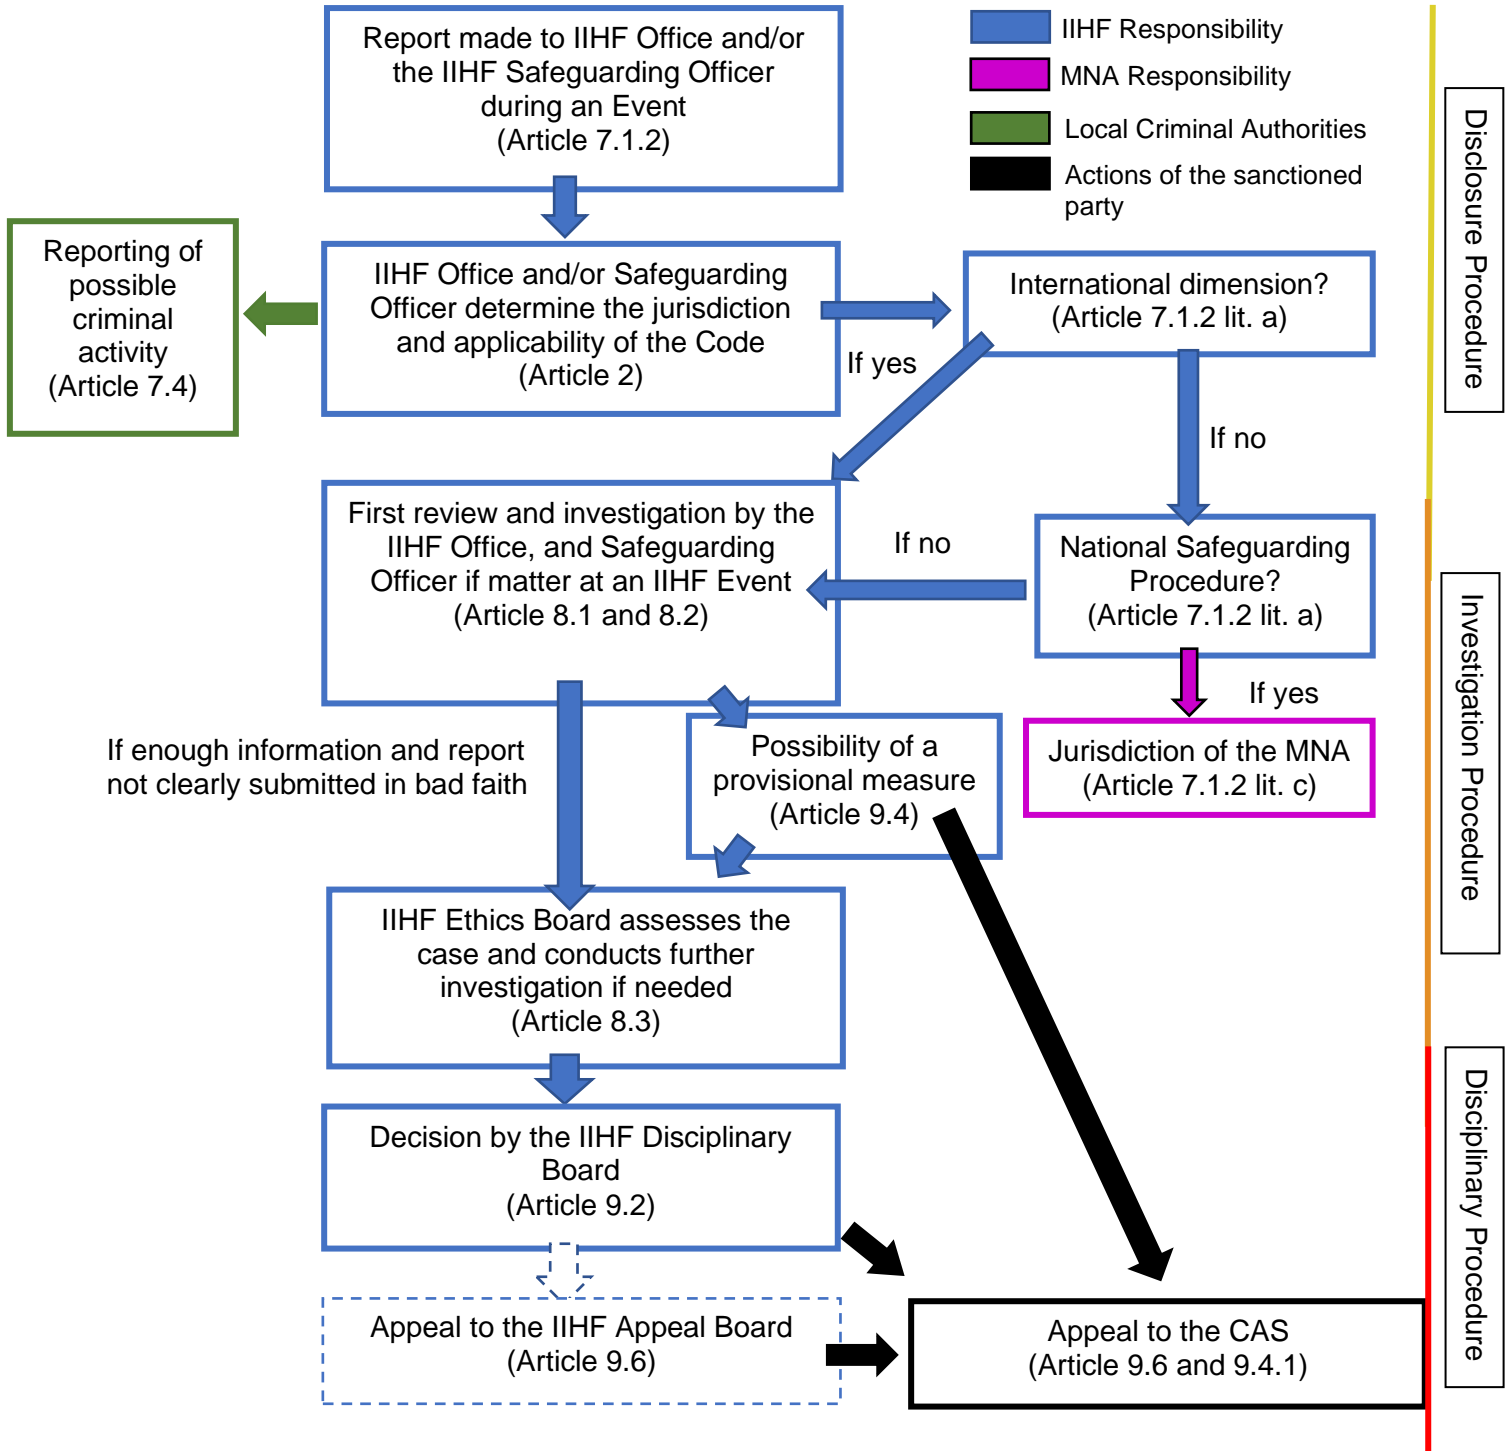 Report made to IIHF Office and/or
the IIHF Safeguarding Officer
during an Event
(Article 7.1.2)
IIHF Responsibility
MNA Responsibility
Local Criminal Authorities
Actions of the sanctioned
party
Disclosure Procedure
Reporting of
possible
criminal
activity
(Article 7.4)
IIHF Office and/or Safeguarding
Officer determine the jurisdiction
and applicability of the Code
(Article 2)
International dimension?
(Article 7.1.2 lit. a)
If yes
If no
First review and investigation by the
IIHF Office, and Safeguarding
Officer if matter at an IIHF Event
(Article 8.1 and 8.2)
If no
National Safeguarding
Procedure?
(Article 7.1.2 lit. a)
Investigation Procedure
If yes
If enough information and report
not clearly submitted in bad faith
Possibility of a
provisional measure
(Article 9.4)
Jurisdiction of the MNA
(Article 7.1.2 lit. c)
IIHF Ethics Board assesses the
case and conducts further
investigation if needed
(Article 8.3)
Decision by the IIHF Disciplinary
Board
(Article 9.2)
Disciplinary Procedure
Appeal to the IIHF Appeal Board
(Article 9.6)
Appeal to the CAS
(Article 9.6 and 9.4.1)